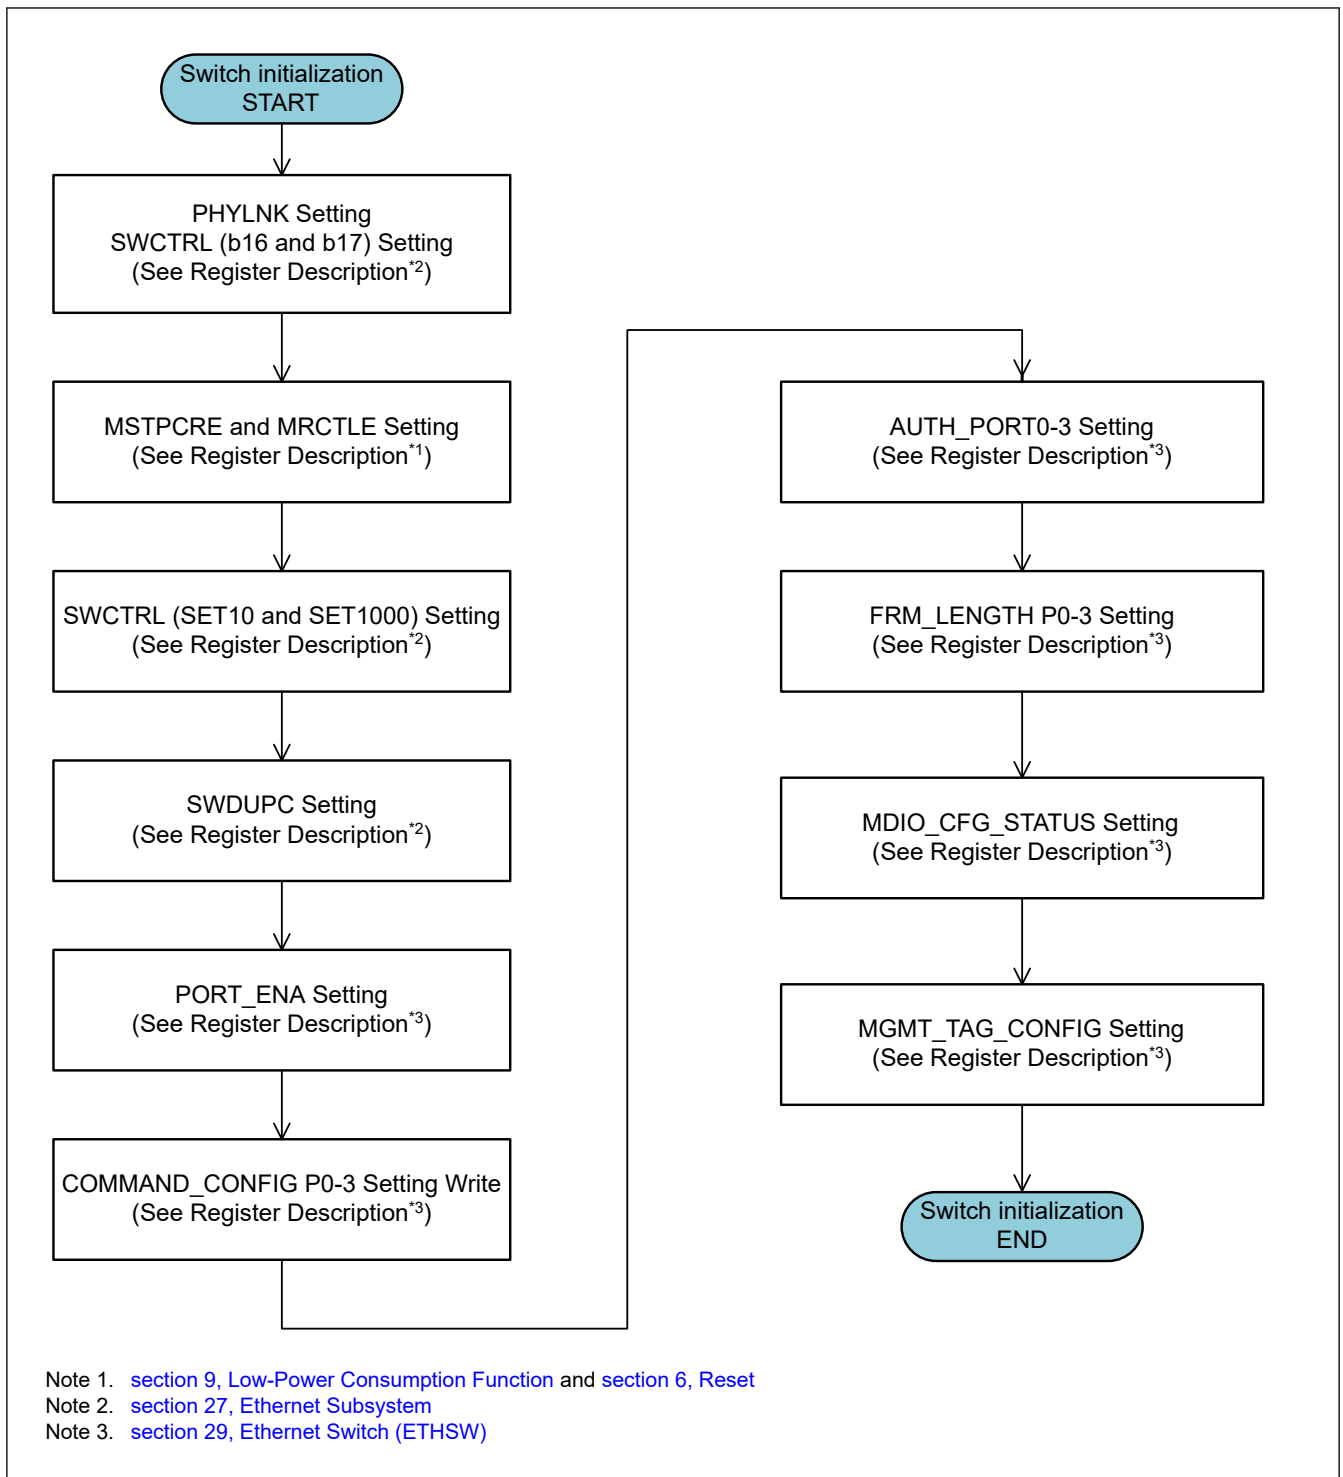 Switch initialization
START
PHYLNK Setting
SWCTRL (b16 and b17) Setting
(See Register Description*2)
MSTPCRE and MRCTLE Setting
(See Register Description*1)
SWCTRL (SET10 and SET1000) Setting
(See Register Description*2)
SWDUPC Setting
(See Register Description*2)
PORT_ENA Setting
(See Register Description*3)
COMMAND_CONFIG P0-3 Setting Write
(See Register Description*3)
AUTH_PORT0-3 Setting
(See Register Description*3)
FRM_LENGTH P0-3 Setting
(See Register Description*3)
MDIO_CFG_STATUS Setting
(See Register Description*3)
MGMT_TAG_CONFIG Setting
(See Register Description*3)
Switch initialization
END
Note 1. section 9, Low-Power Consumption Function and section 6, Reset
Note 2. section 27, Ethernet Subsystem
Note 3. section 29, Ethernet Switch (ETHSW)